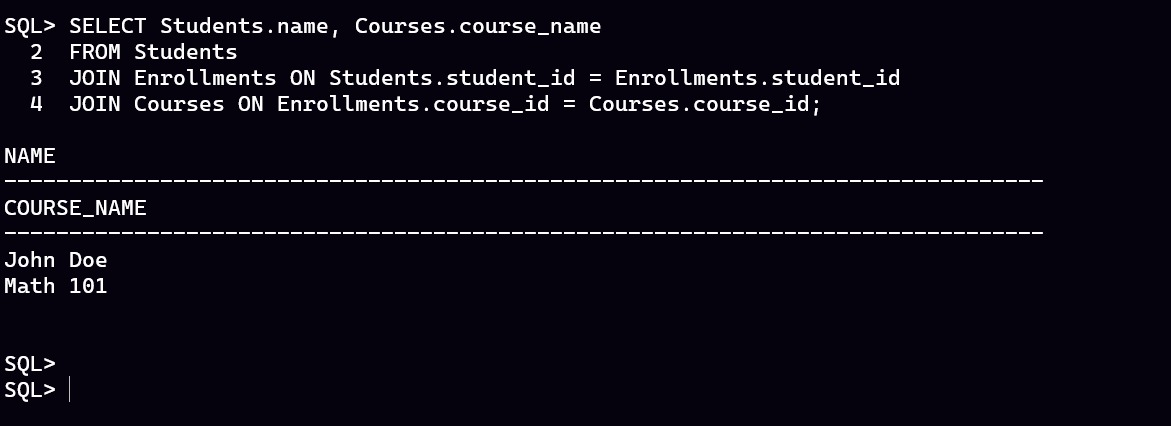 SQL> SELECT Students.name, Courses.course_name
  2  FROM Students
  3  JOIN Enrollments ON Students.student_id = Enrollments.student_id
  4  JOIN Courses ON Enrollments.course_id = Courses.course_id;
NAME
--------------------------------------------------------------------------------
COURSE_NAME
--------------------------------------------------------------------------------
John Doe
Math 101
SQL>
SQL>